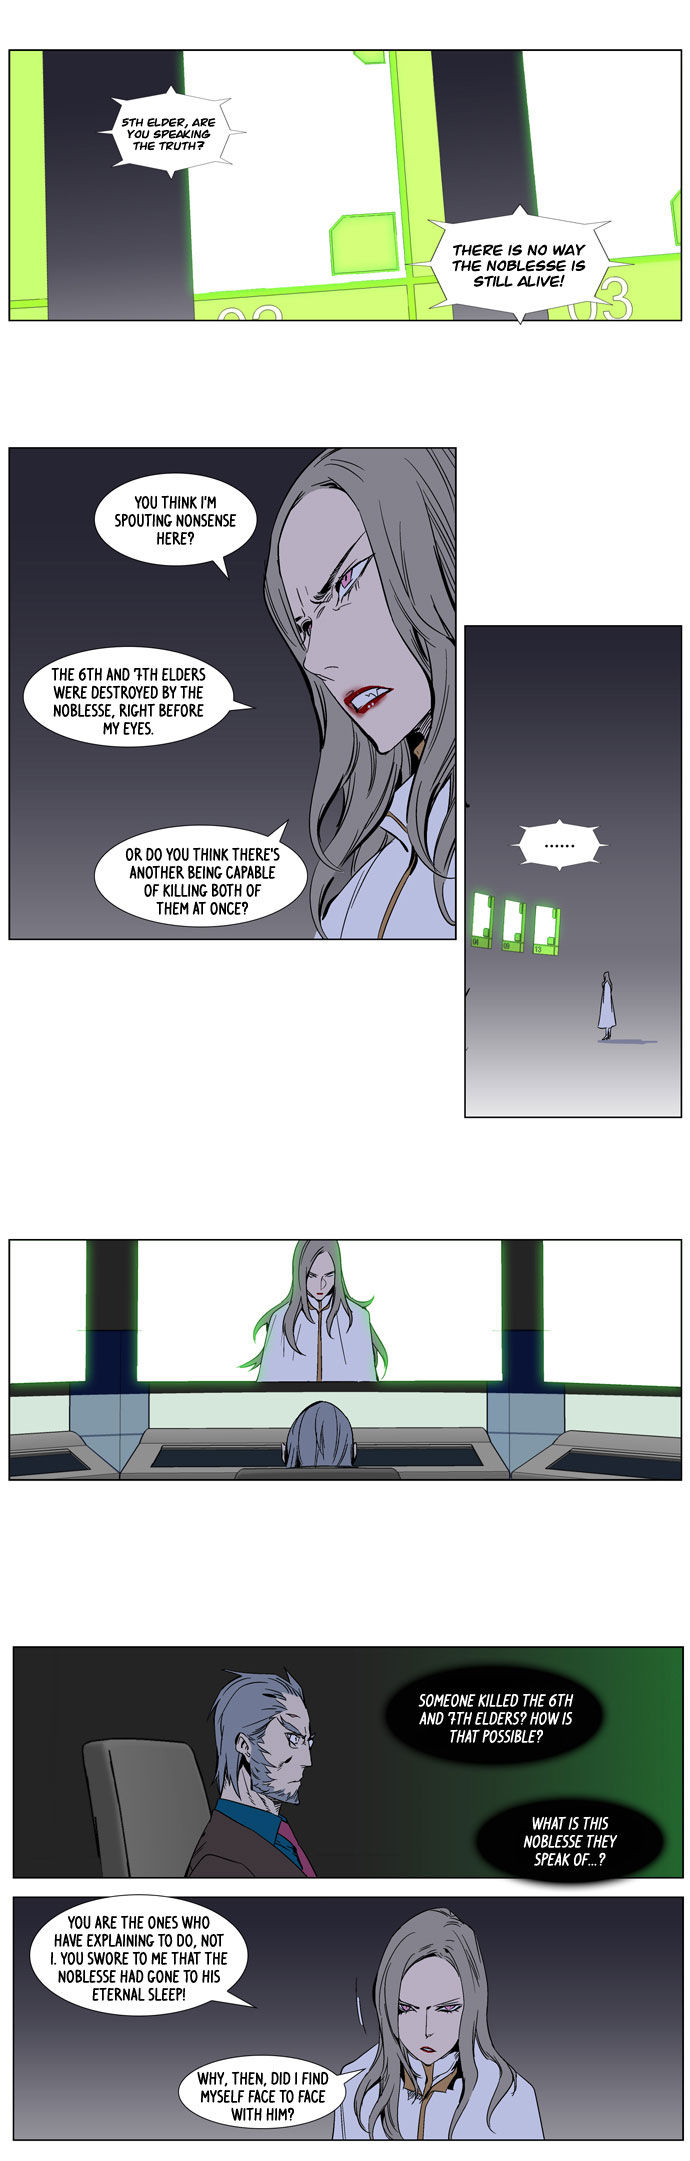 5TH ELDER, ARE
YOU SPEAKING
THE TRUTH?
THERE IS NO WAY
THE NOBLESSE IS
STILL ALIVE!
03
YOU THINK I'M
SPOUTING NONSENSE
HERE?
THE 6TH AND 7TH ELDERS
WERE DESTROYED BY THE
NOBLESSE, RIGHT BEFORE
MY EYES.
OR DO YOU THINK THERE'S
ANOTHER BEING CAPABLE
OF KILLING BOTH OF
THEM AT ONCE?
......
04 09 13
SOMEONE KILLED THE 6TH
AND 7TH ELDERS? HOW IS
THAT POSSIBLE?
WHAT IS THIS
NOBLESSE THEY
SPEAK OF...?
YOU ARE THE ONES WHO
HAVE EXPLAINING TO DO, NOT
I. YOU SWORE TO ME THAT THE
NOBLESSE HAD GONE TO HIS
ETERNAL SLEEP!
WHY, THEN, DID I FIND
MYSELF FACE TO FACE
WITH HIM?